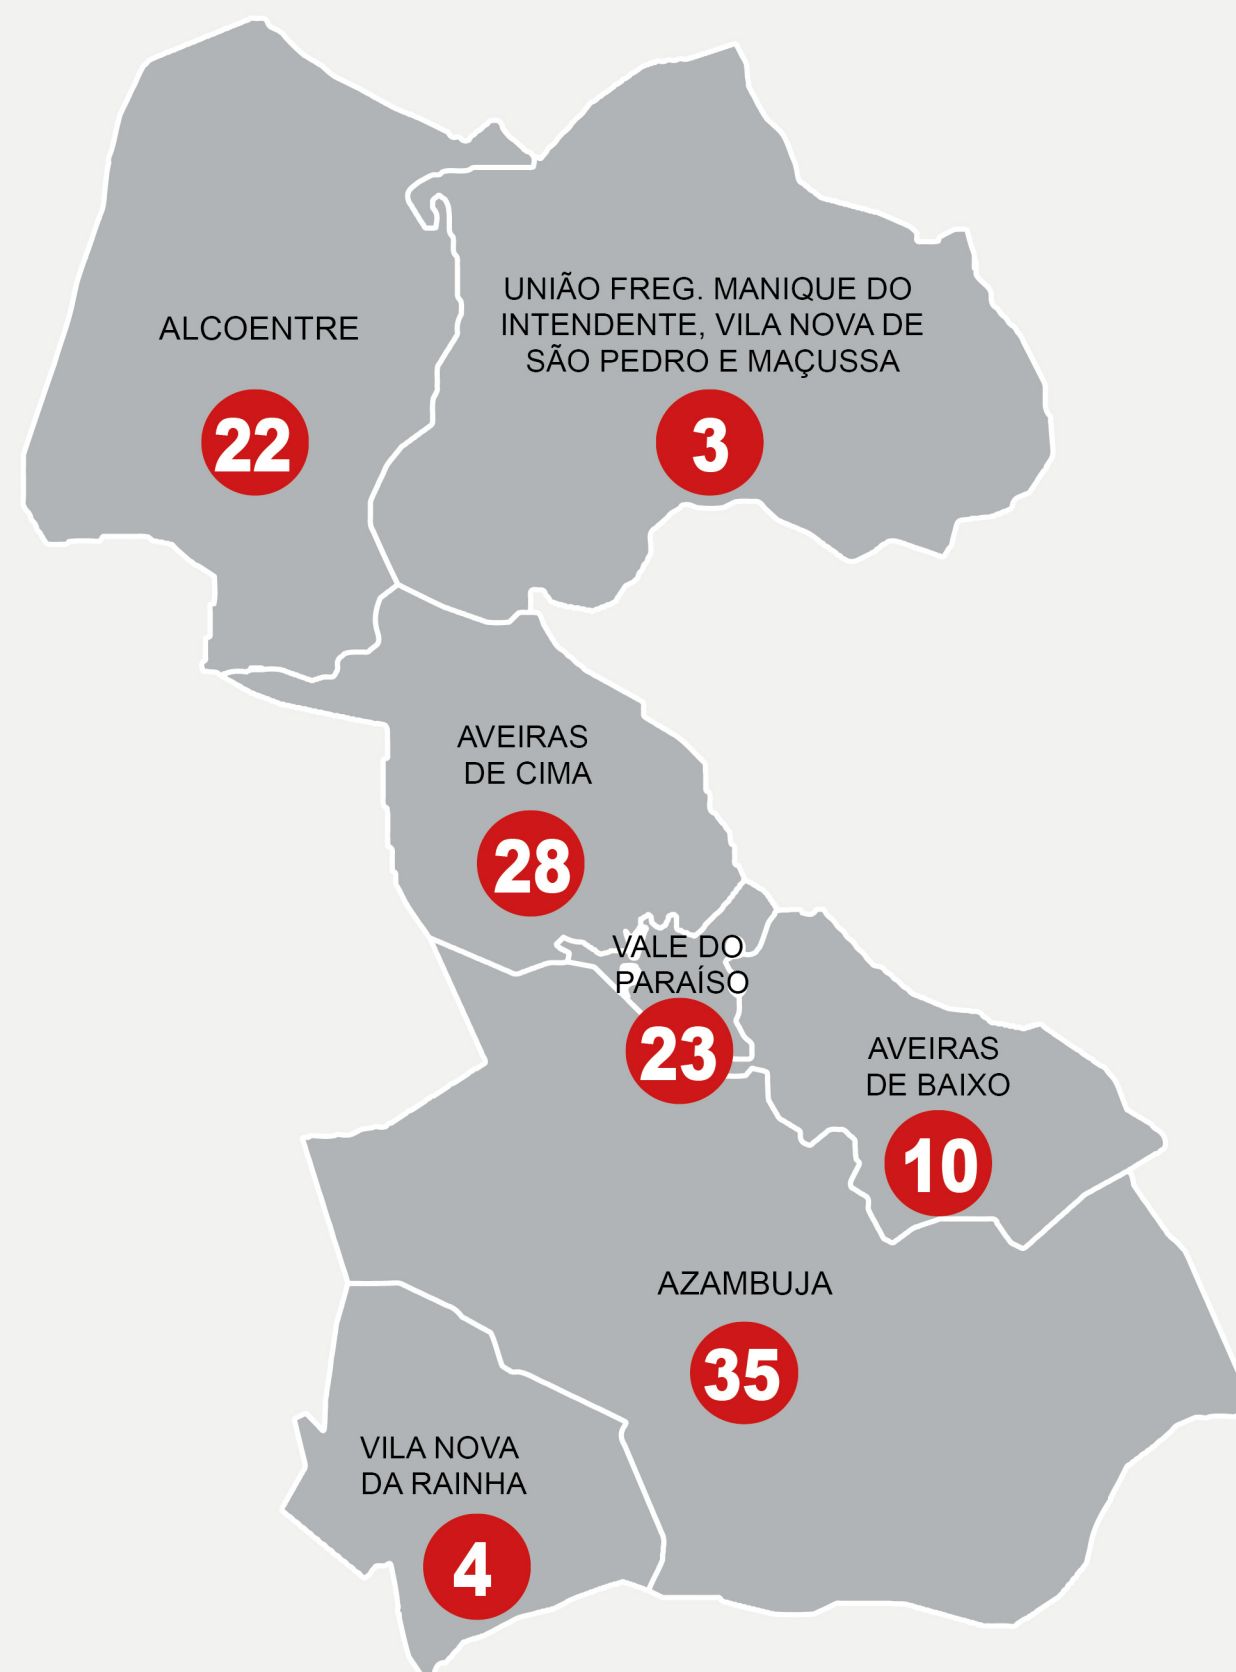 ALCOENTRE
22
UNIÃO FREG. MANIQUE DO
INTENDENTE, VILA NOVA DE
SÃO PEDRO E MAÇUSSA
3
AVEIRAS
DE CIMA
28
VALE DO
PARAÍSO
23
AVEIRAS
DE BAIXO
10
AZAMBUJA
35
VILA NOVA
DA RAINHA
4